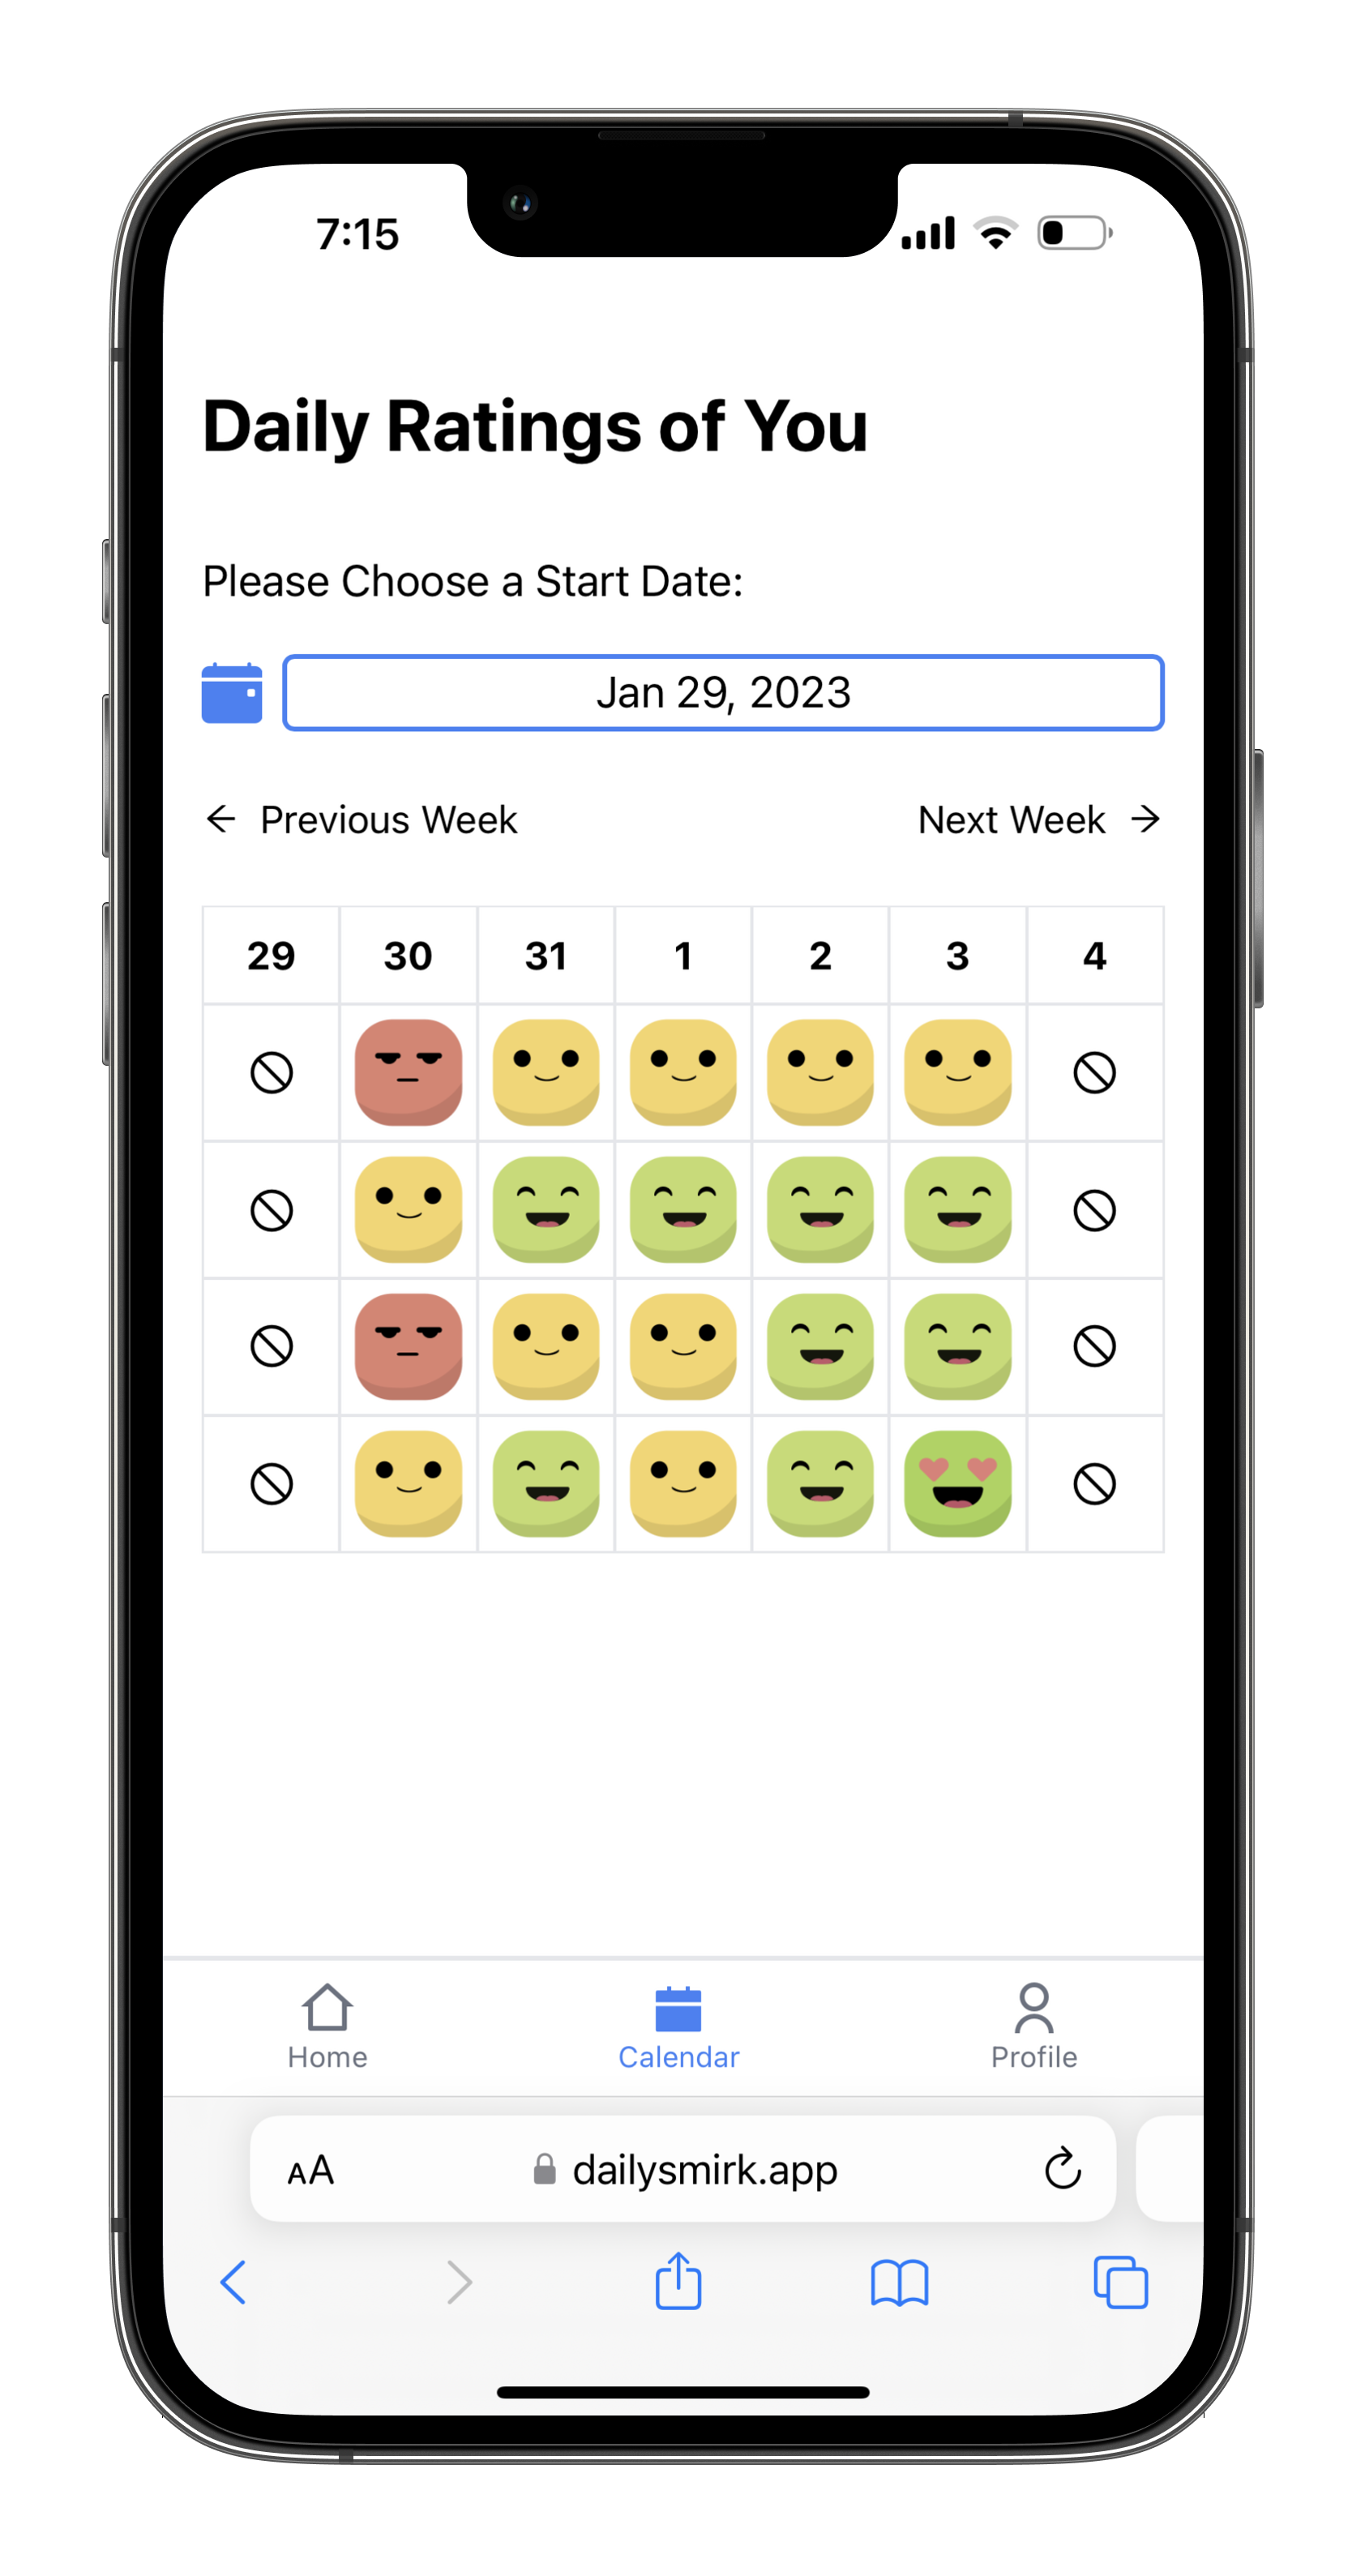 7:15
Daily Ratings of You
Please Choose a Start Date:
Jan 29, 2023
Previous Week Next Week
29 30 31 1 2 3 4
Home Calendar Profile
AA dailysmirk.app